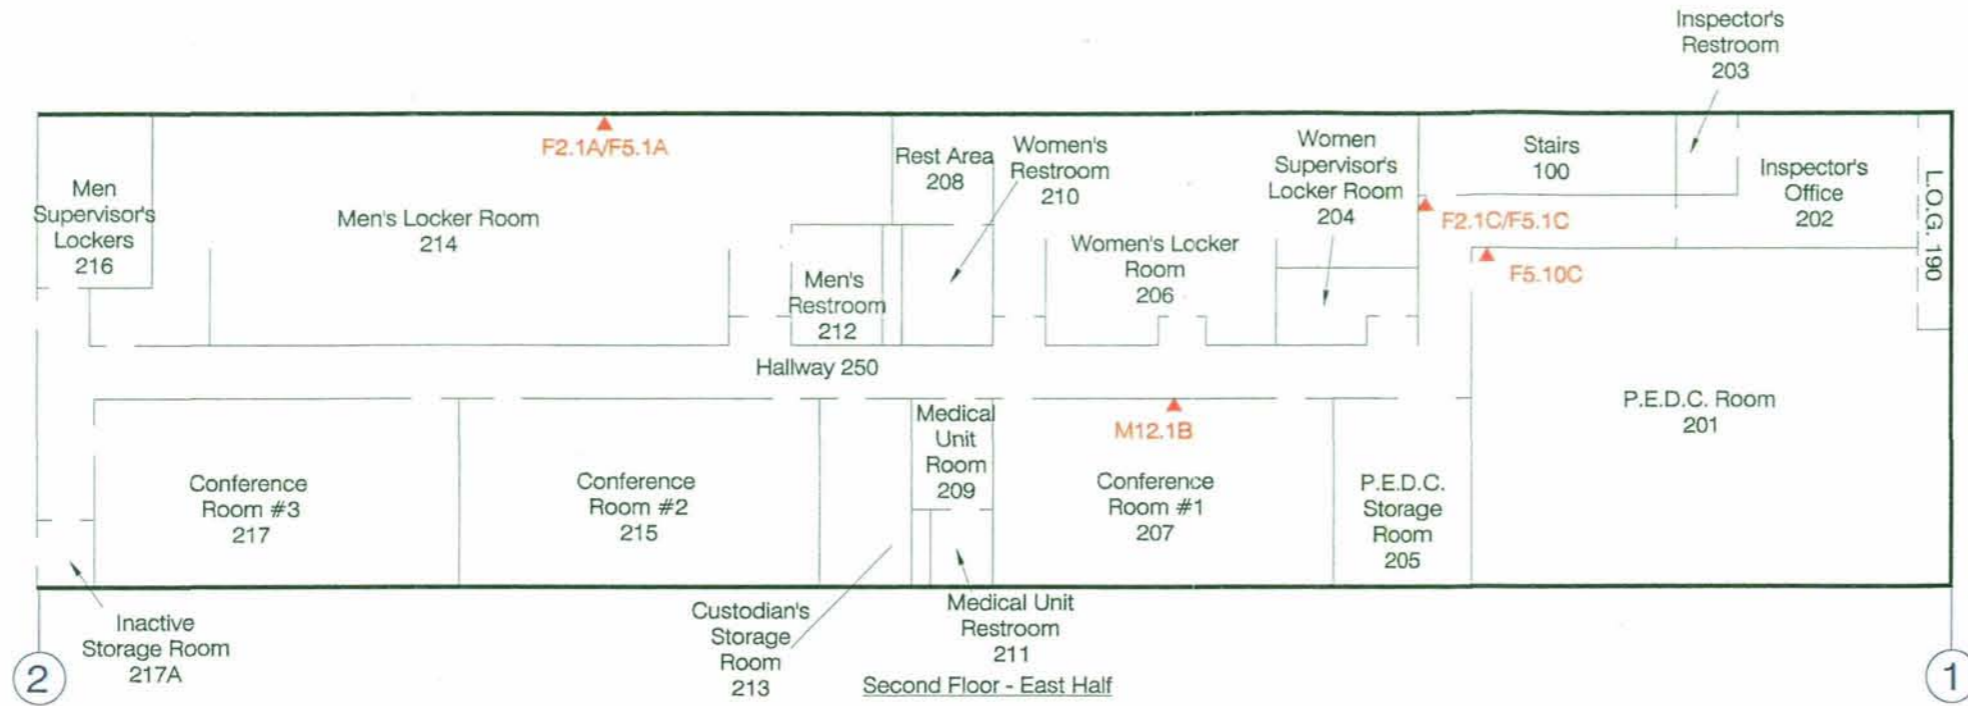 Inspector's
Restroom
203
F2.1A/F5.1A
Men
Supervisor's
Lockers
216
Men's Locker Room
214
Rest Area
208
Women's
Restroom
210
Women
Supervisor's
Locker Room
204
Stairs
100
Inspector's
Office
202
L.O.G. 190
F2.1C/F5.1C
F5.10C
Men's
Restroom
212
Women's Locker
Room
206
Hallway 250
Conference
Room #3
217
Conference
Room #2
215
Medical
Unit
Room
209
M12.1B
Conference
Room #1
207
P.E.D.C.
Storage
Room
205
P.E.D.C. Room
201
Inactive
Storage Room
217A
Custodian's
Storage
Room
213
Medical Unit
Restroom
211
2
1
Second Floor - East Half